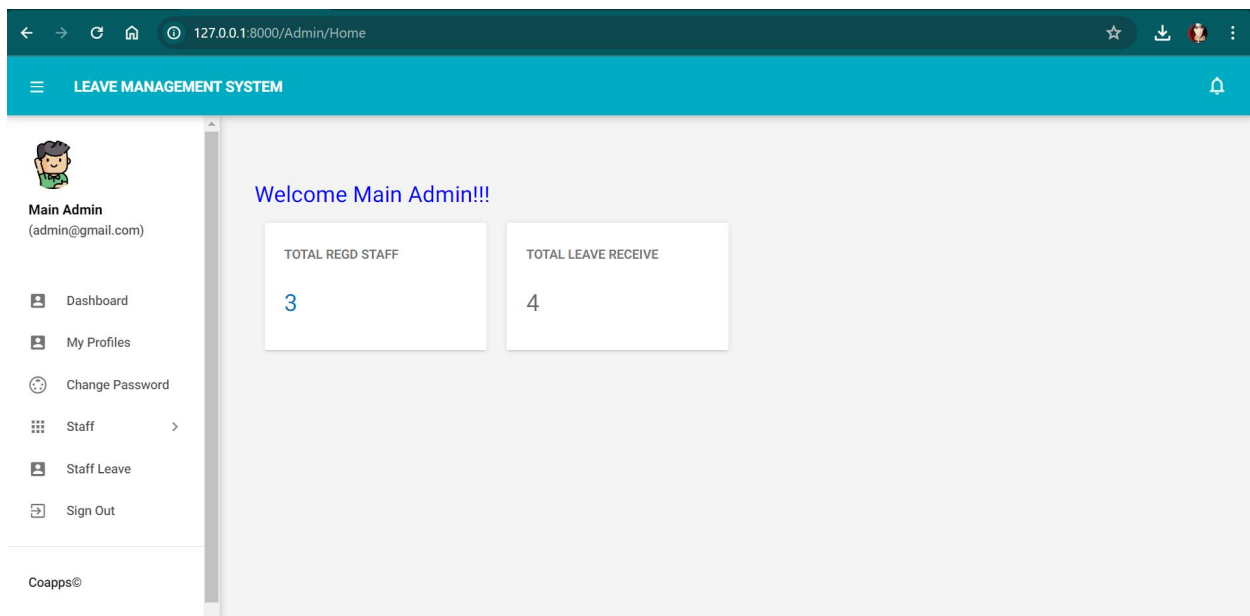 127.0.0.1:8000/Admin/Home
LEAVE MANAGEMENT SYSTEM
Main Admin
(admin@gmail.com)
Dashboard
My Profiles
Change Password
Staff
Staff Leave
Sign Out
Coapps©
Welcome Main Admin!!!
TOTAL REGD STAFF
3
TOTAL LEAVE RECEIVE
4